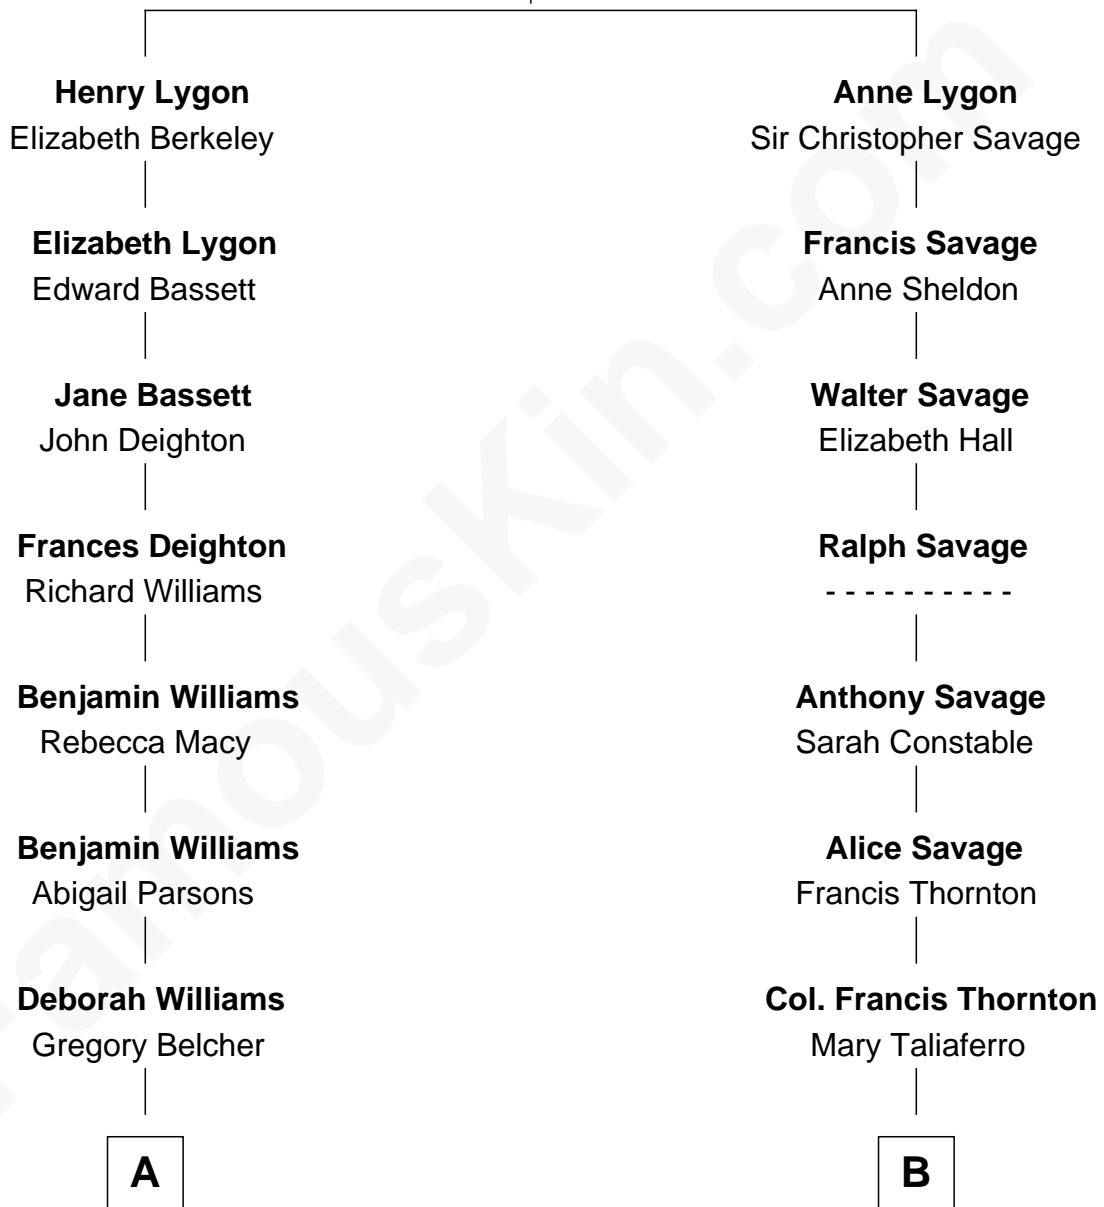 Henry Lygon
Elizabeth Berkeley
Elizabeth Lygon
Edward Bassett
Jane Bassett
John Deighton
Frances Deighton
Richard Williams
Benjamin Williams
Rebecca Macy
Benjamin Williams
Abigail Parsons
Deborah Williams
Gregory Belcher
A
Anne Lygon
Sir Christopher Savage
Francis Savage
Anne Sheldon
Walter Savage
Elizabeth Hall
Ralph Savage
- - - - - - - - - -
Anthony Savage
Sarah Constable
Alice Savage
Francis Thornton
Col. Francis Thornton
Mary Taliaferro
B
FamousKin.com